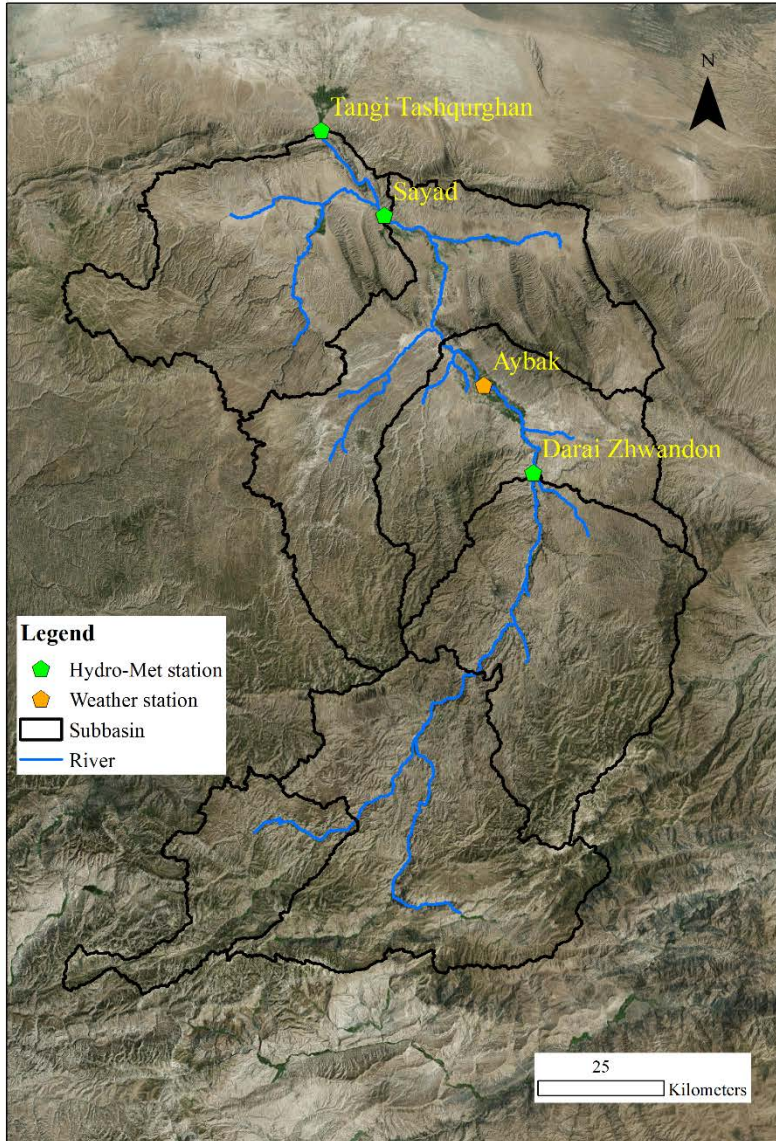 N
Tangi Tashqurghan
Sayad
Aybak
Darai Zhwandon
Legend
Hydro-Met station
Weather station
Subbasin
River
25
Kilometers